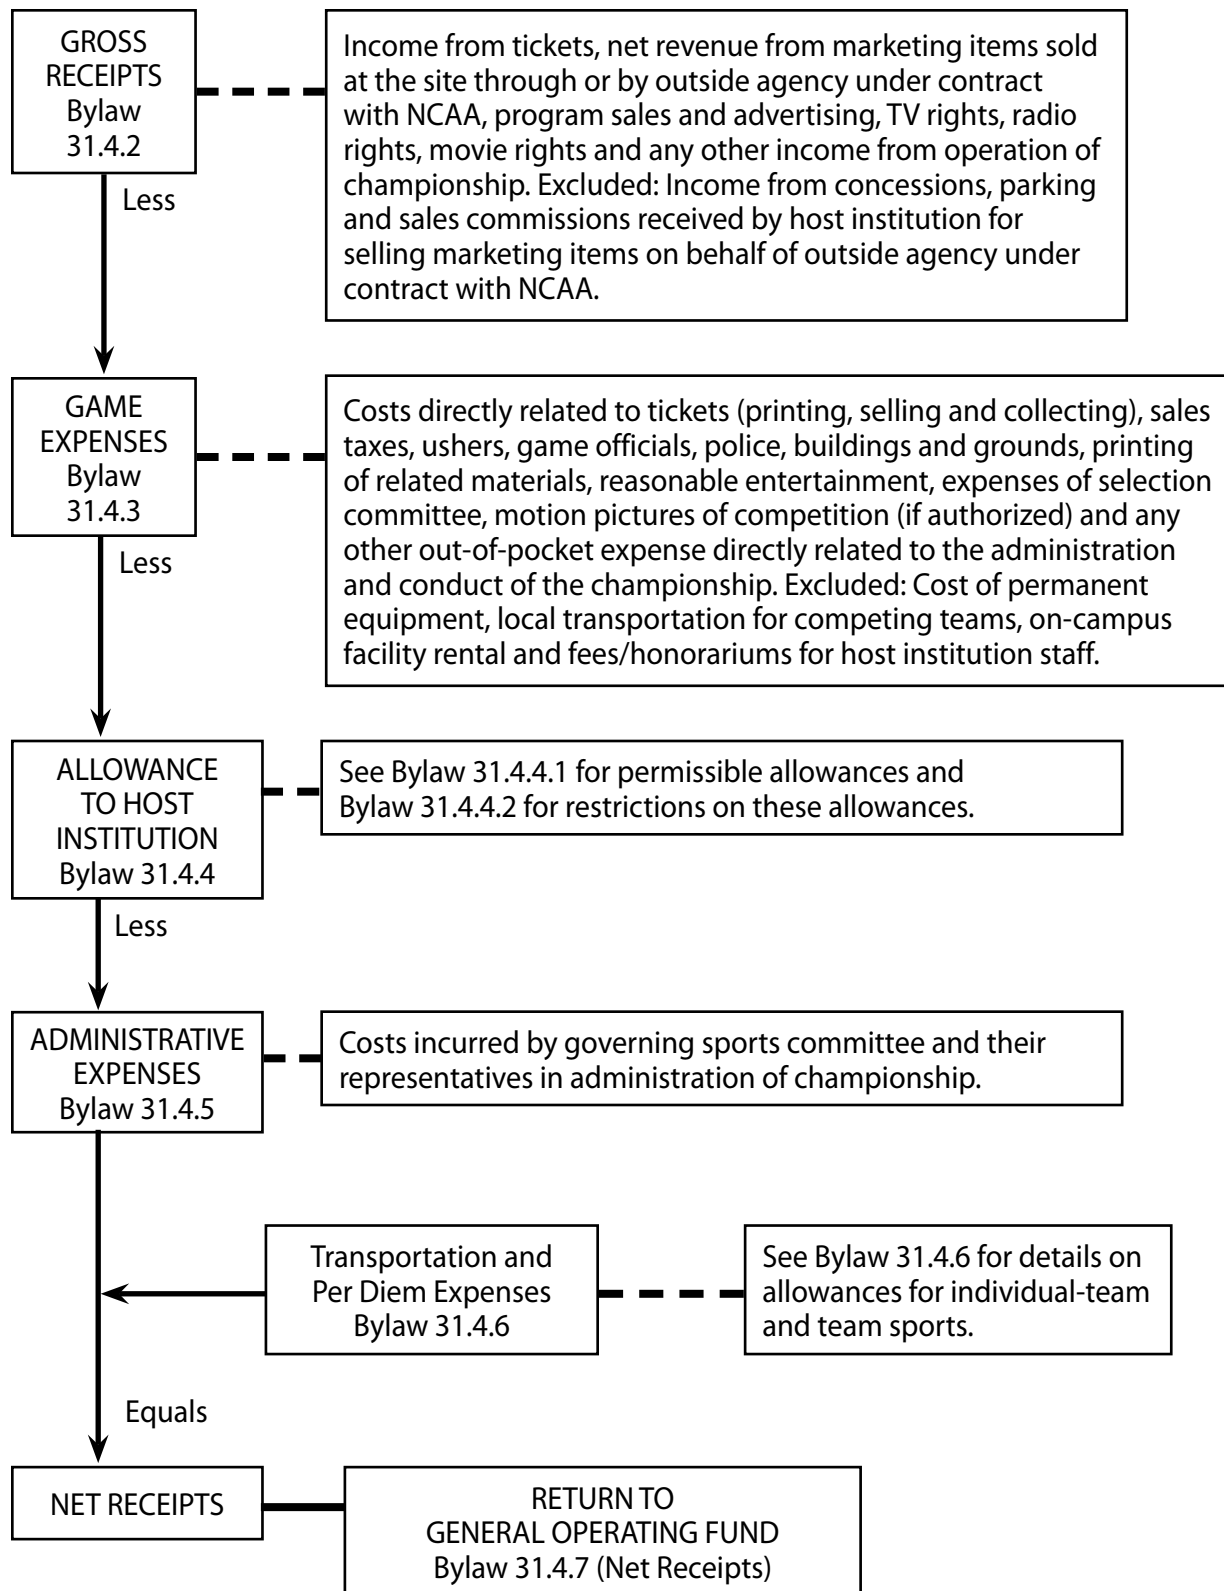 GROSS
RECEIPTS
Bylaw
31.4.2
Income from tickets, net revenue from marketing items sold
at the site through or by outside agency under contract
with NCAA, program sales and advertising, TV rights, radio
rights, movie rights and any other income from operation of
championship. Excluded: Income from concessions, parking
and sales commissions received by host institution for
selling marketing items on behalf of outside agency under
contract with NCAA.
Less
GAME
EXPENSES
Bylaw
31.4.3
Costs directly related to tickets (printing, selling and collecting), sales
taxes, ushers, game officials, police, buildings and grounds, printing
of related materials, reasonable entertainment, expenses of selection
committee, motion pictures of competition (if authorized) and any
other out-of-pocket expense directly related to the administration
and conduct of the championship. Excluded: Cost of permanent
equipment, local transportation for competing teams, on-campus
facility rental and fees/honorariums for host institution staff.
Less
ALLOWANCE
TO HOST
INSTITUTION
Bylaw 31.4.4
See Bylaw 31.4.4.1 for permissible allowances and
Bylaw 31.4.4.2 for restrictions on these allowances.
Less
ADMINISTRATIVE
EXPENSES
Bylaw 31.4.5
Costs incurred by governing sports committee and their
representatives in administration of championship.
Transportation and
Per Diem Expenses
Bylaw 31.4.6
See Bylaw 31.4.6 for details on
allowances for individual-team
and team sports.
Equals
NET RECEIPTS
RETURN TO
GENERAL OPERATING FUND
Bylaw 31.4.7 (Net Receipts)